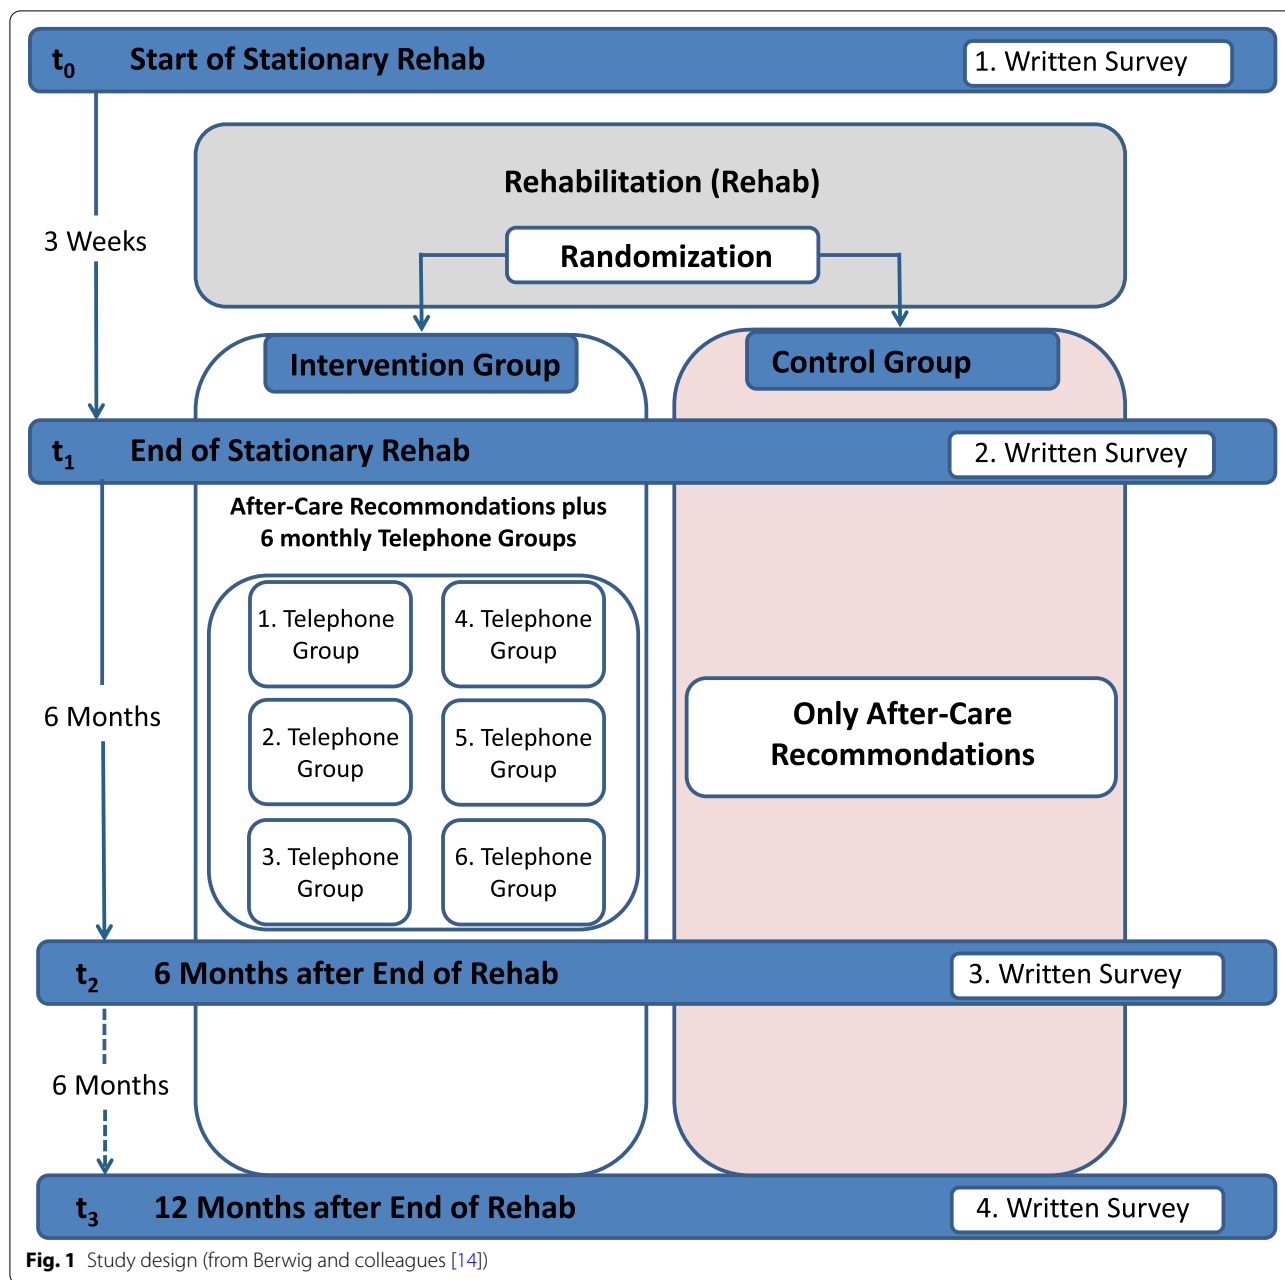 t0 Start of Stationary Rehab 1. Written Survey
Rehabilitation (Rehab)
Randomization
3 Weeks
Intervention Group Control Group
t1 End of Stationary Rehab 2. Written Survey
After-Care Recommondations plus
6 monthly Telephone Groups
1. Telephone
Group
4. Telephone
Group
2. Telephone
Group
5. Telephone
Group
3. Telephone
Group
6. Telephone
Group
6 Months
Only After-Care
Recommondations
t2 6 Months after End of Rehab 3. Written Survey
6 Months
t3 12 Months after End of Rehab 4. Written Survey
Fig. 1 Study design (from Berwig and colleagues [14])